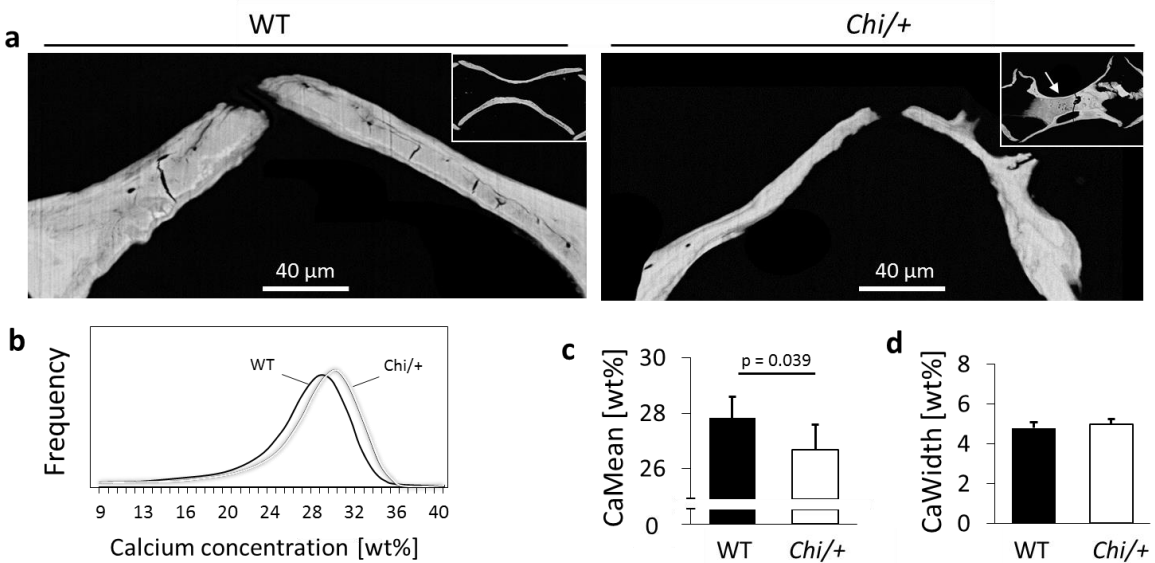 WT
Chi/+
a
40 µm
40 µm
b
Frequency
WT
Chi/+
9 13 16 20 24 28 32 36 40
Calcium concentration [wt%]
c
CaMean [wt%]
30
28
26
0
p = 0.039
WT
Chi/+
d
CaWidth [wt%]
8
6
4
2
0
WT
Chi/+